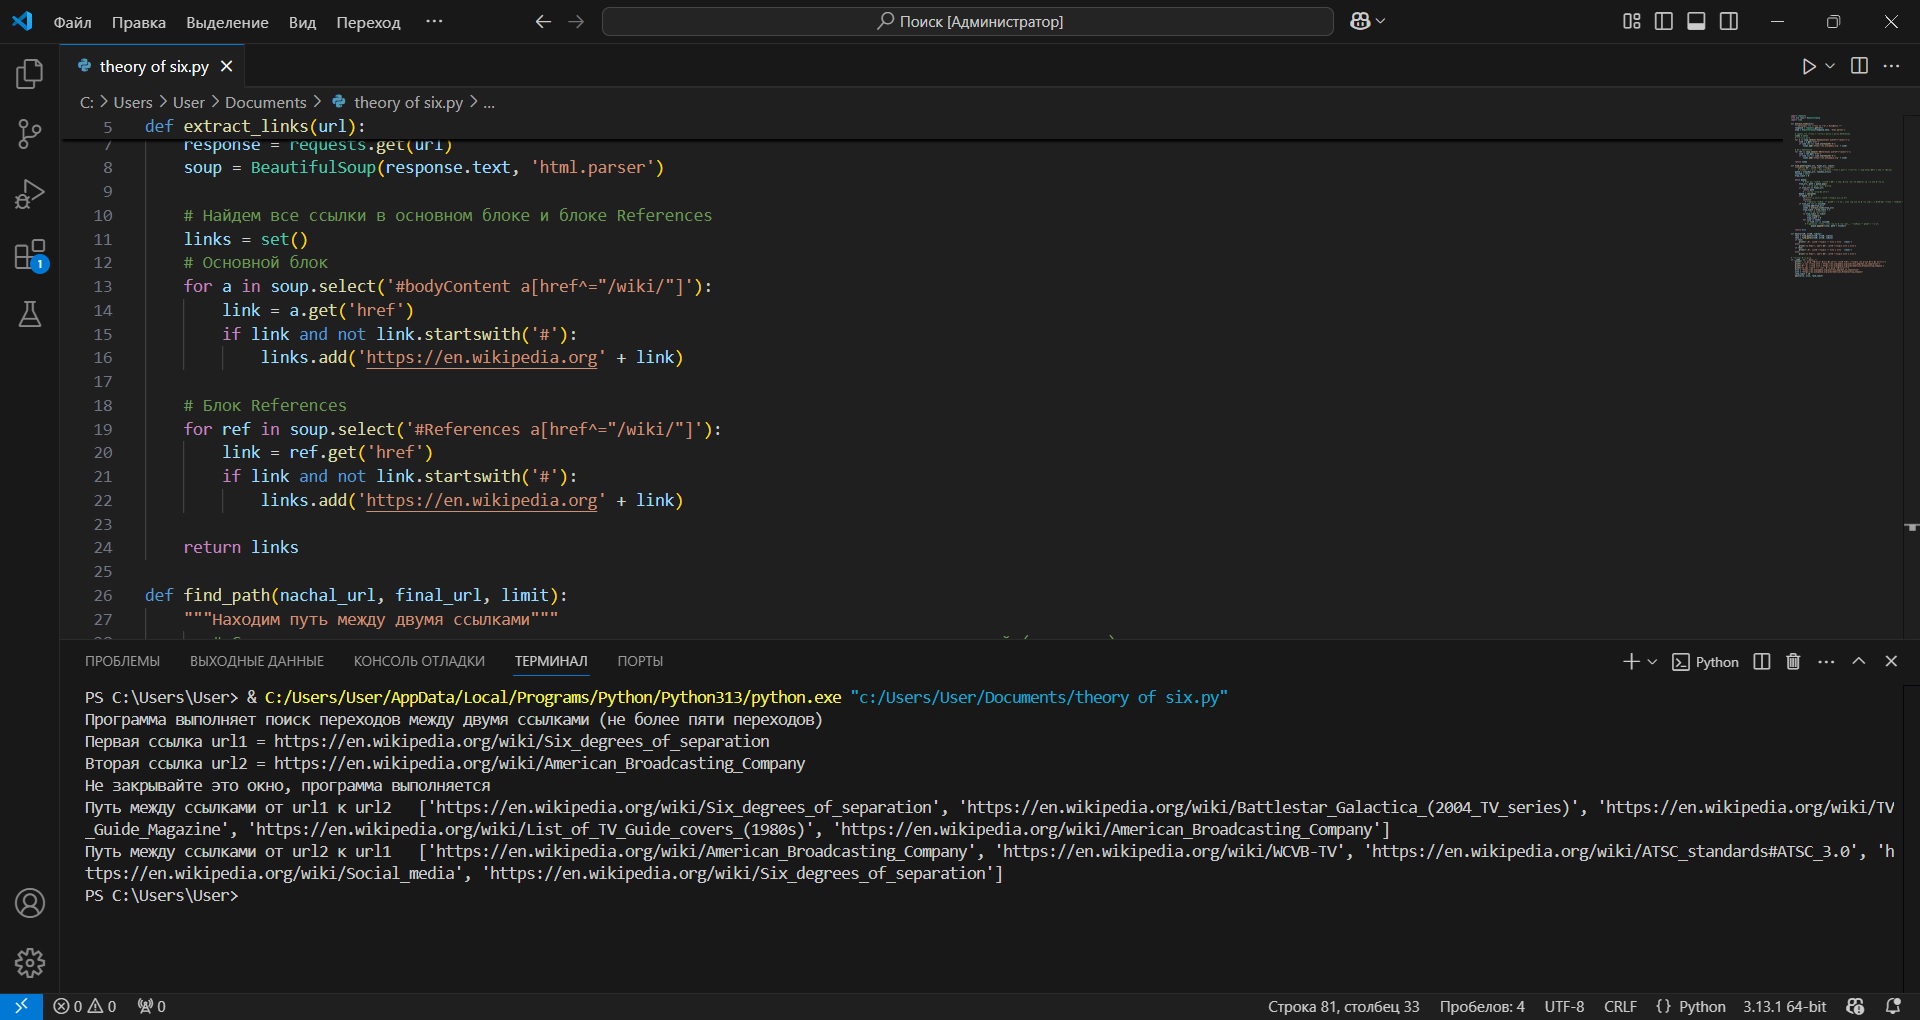 Файл Правка Выделение Вид Переход ···
Поиск [Администратор]
theory of six.py
C: > Users > User > Documents > theory of six.py > ...
5 def extract_links(url):
7 response = requests.get(url)
8 soup = BeautifulSoup(response.text, 'html.parser')
9
10 # Найдем все ссылки в основном блоке и блоке References
11 links = set()
12 # Основной блок
13 for a in soup.select('#bodyContent a[href^="/wiki/"]'):
14 link = a.get('href')
15 if link and not link.startswith('#'):
16 links.add('https://en.wikipedia.org' + link)
17
18 # Блок References
19 for ref in soup.select('#References a[href^="/wiki/"]'):
20 link = ref.get('href')
21 if link and not link.startswith('#'):
22 links.add('https://en.wikipedia.org' + link)
23
24 return links
25
26 def find_path(nachal_url, final_url, limit):
27 """Находим путь между двумя ссылками"""
ПРОБЛЕМЫ ВЫХОДНЫЕ ДАННЫЕ КОНСОЛЬ ОТЛАДКИ ТЕРМИНАЛ ПОРТЫ
Python
PS C:\Users\User> & C:/Users/User/AppData/Local/Programs/Python/Python313/python.exe "c:/Users/User/Documents/theory of six.py"
Программа выполняет поиск переходов между двумя ссылками (не более пяти переходов)
Первая ссылка url1 = https://en.wikipedia.org/wiki/Six_degrees_of_separation
Вторая ссылка url2 = https://en.wikipedia.org/wiki/American_Broadcasting_Company
Не закрывайте это окно, программа выполняется
Путь между ссылками от url1 к url2 ['https://en.wikipedia.org/wiki/Six_degrees_of_separation', 'https://en.wikipedia.org/wiki/Battlestar_Galactica_(2004_TV_series)', 'https://en.wikipedia.org/wiki/TV
_Guide_Magazine', 'https://en.wikipedia.org/wiki/List_of_TV_Guide_covers_(1980s)', 'https://en.wikipedia.org/wiki/American_Broadcasting_Company']
Путь между ссылками от url2 к url1 ['https://en.wikipedia.org/wiki/American_Broadcasting_Company', 'https://en.wikipedia.org/wiki/WCVB-TV', 'https://en.wikipedia.org/wiki/ATSC_standards#ATSC_3.0', 'h
ttps://en.wikipedia.org/wiki/Social_media', 'https://en.wikipedia.org/wiki/Six_degrees_of_separation']
PS C:\Users\User>
1
0 0 0
Строка 81, столбец 33 Пробелов: 4 UTF-8 CRLF {} Python 3.13.1 64-bit